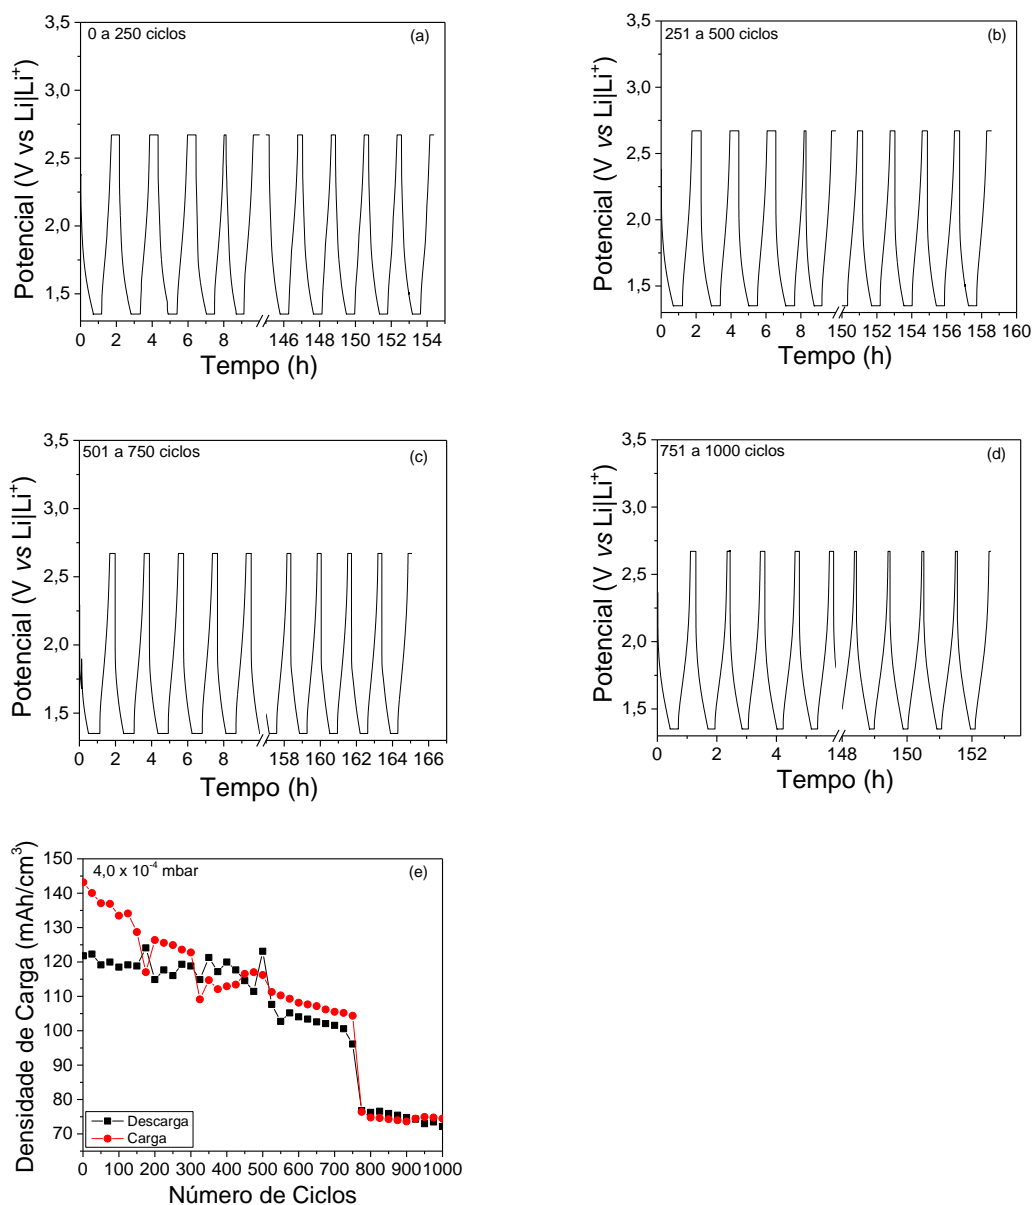 0 a 250 ciclos (a)
3,5
3,0
2,5
2,0
1,5
Potencial (V vs Li|Li+)
0 2 4 6 8 146 148 150 152 154
Tempo (h)
251 a 500 ciclos (b)
3,5
3,0
2,5
2,0
1,5
Potencial (V vs Li|Li+)
0 2 4 6 8 150 152 154 156 158 160
Tempo (h)
501 a 750 ciclos (c)
3,5
3,0
2,5
2,0
1,5
Potencial (V vs Li|Li+)
0 2 4 6 8 158 160 162 164 166
Tempo (h)
751 a 1000 ciclos (d)
3,5
3,0
2,5
2,0
1,5
Potencial (V vs Li|Li+)
0 2 4 148 150 152
Tempo (h)
4,0 x 10-4 mbar (e)
150
140
130
120
110
100
90
80
70
Densidade de Carga (mAh/cm3)
Descarga
Carga
0 100 200 300 400 500 600 700 800 900 1000
Número de Ciclos